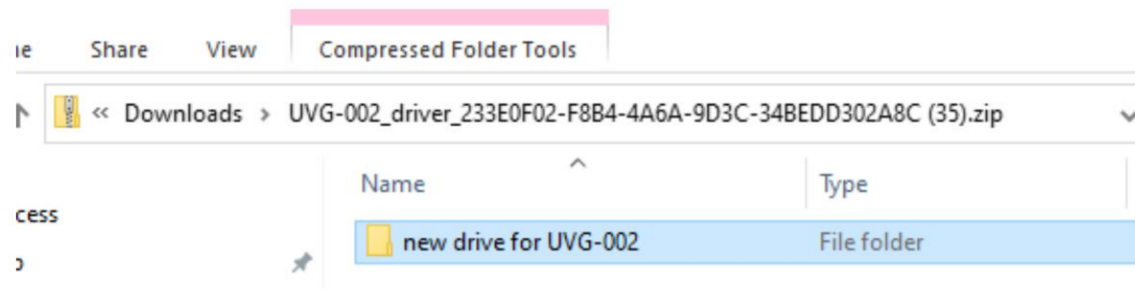 Share View Compressed Folder Tools
« Downloads > UVG-002_driver_233E0F02-F8B4-4A6A-9D3C-34BEDD302A8C (35).zip
Name Type
cess
new drive for UVG-002 File folder